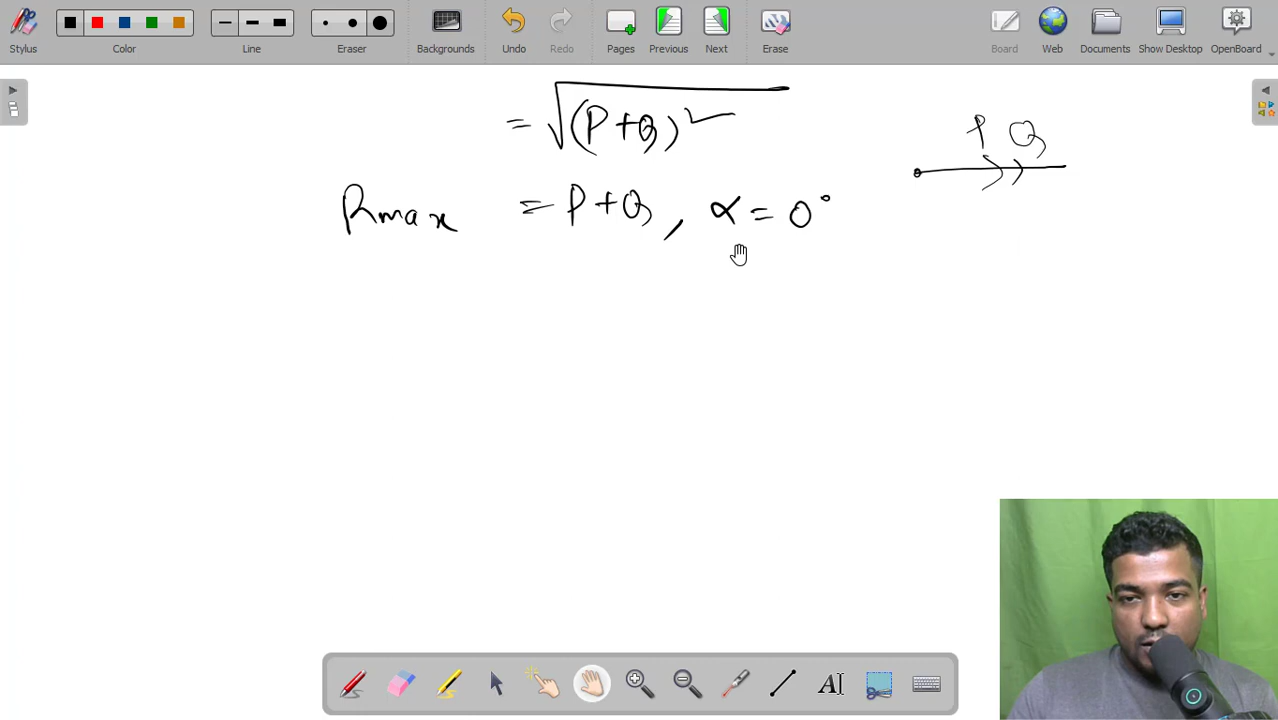 Stylus Color Line Eraser Backgrounds Undo Redo Pages Previous Next Erase Board Web Documents Show Desktop OpenBoard
= √(P+Q)²
P Q
Rmax = P+Q, α = 0°